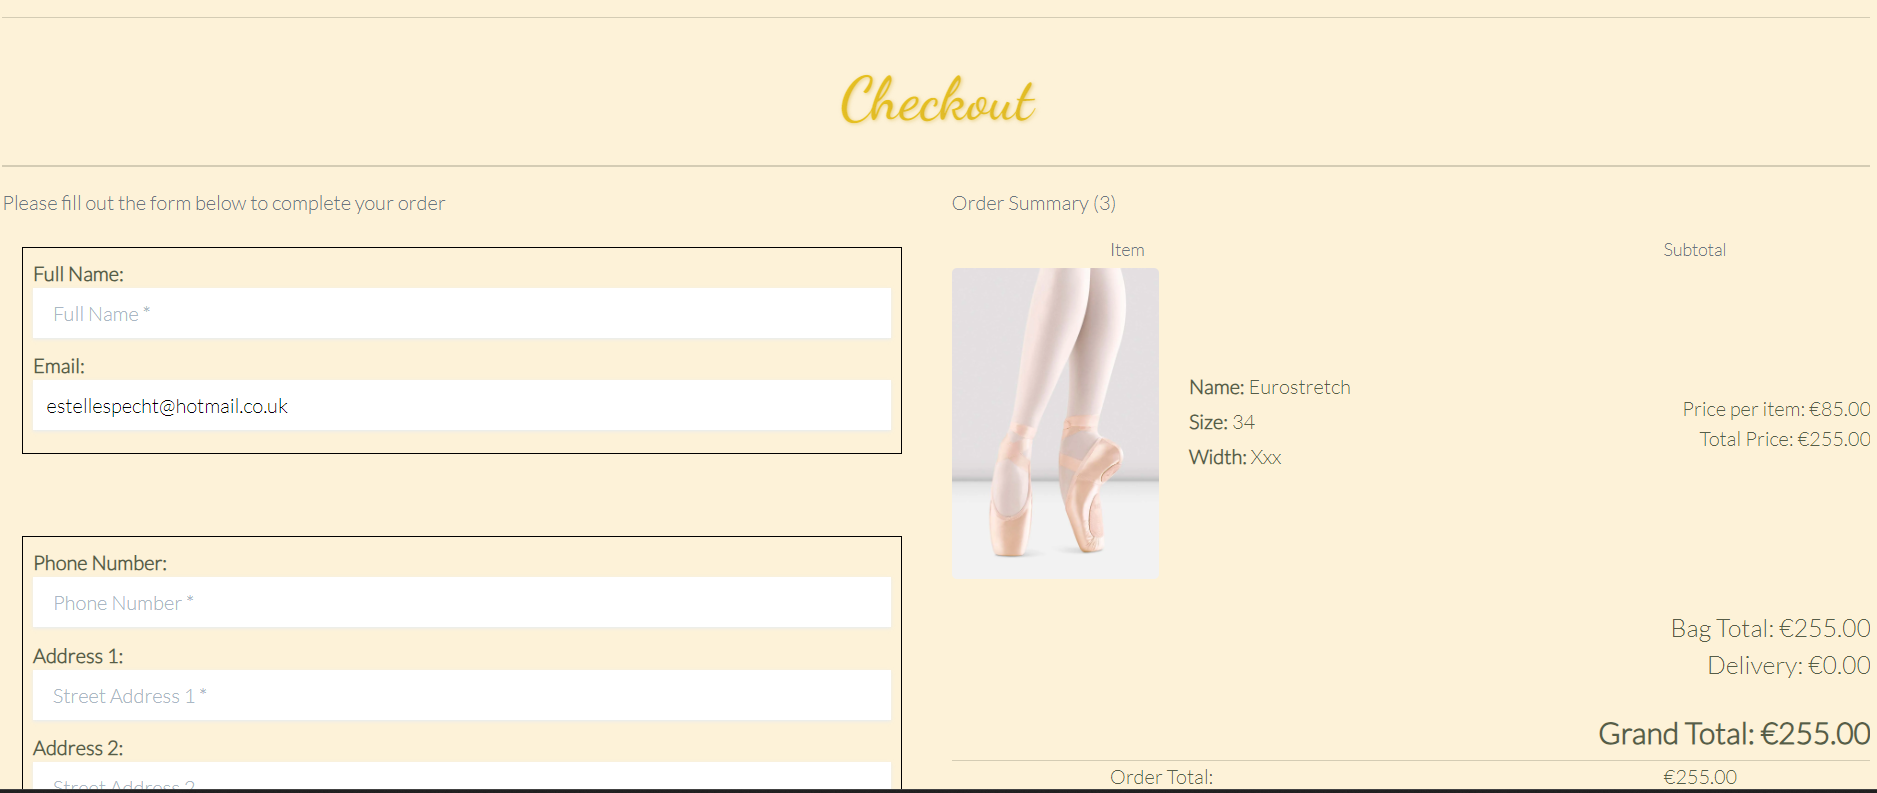 Checkout
Please fill out the form below to complete your order
Full Name:
Full Name *
Email:
estellespecht@hotmail.co.uk
Phone Number:
Phone Number *
Address 1:
Street Address 1 *
Address 2:
Street Address 2
Order Summary (3)
Item Subtotal
Name: Eurostretch
Size: 34
Width: Xxx
Price per item: €85.00
Total Price: €255.00
Bag Total: €255.00
Delivery: €0.00
Grand Total: €255.00
Order Total: €255.00